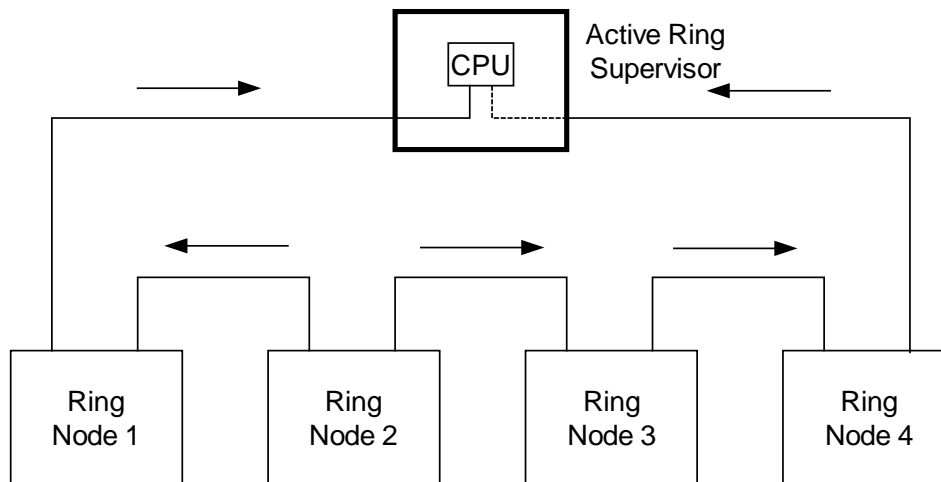 Active Ring
Supervisor
CPU
Ring
Node 1
Ring
Node 2
Ring
Node 3
Ring
Node 4